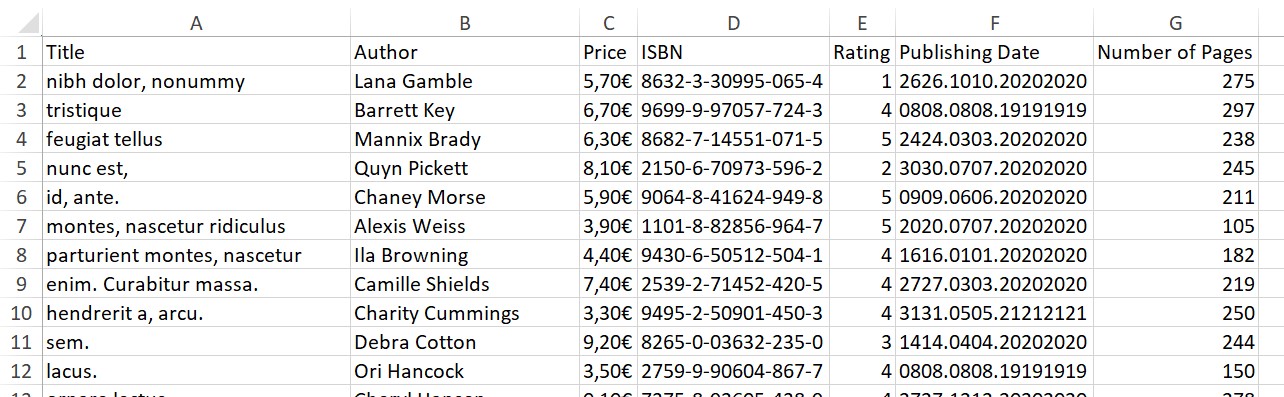 A B C D E F G
1 Title Author Price ISBN Rating Publishing Date Number of Pages
2 nibh dolor, nonummy Lana Gamble 5,70€ 8632-3-30995-065-4 1 2626.1010.20202020 275
3 tristique Barrett Key 6,70€ 9699-9-97057-724-3 4 0808.0808.19191919 297
4 feugiat tellus Mannix Brady 6,30€ 8682-7-14551-071-5 5 2424.0303.20202020 238
5 nunc est, Quyn Pickett 8,10€ 2150-6-70973-596-2 2 3030.0707.20202020 245
6 id, ante. Chaney Morse 5,90€ 9064-8-41624-949-8 5 0909.0606.20202020 211
7 montes, nascetur ridiculus Alexis Weiss 3,90€ 1101-8-82856-964-7 5 2020.0707.20202020 105
8 parturient montes, nascetur Ila Browning 4,40€ 9430-6-50512-504-1 4 1616.0101.20202020 182
9 enim. Curabitur massa. Camille Shields 7,40€ 2539-2-71452-420-5 4 2727.0303.20202020 219
10 hendrerit a, arcu. Charity Cummings 3,30€ 9495-2-50901-450-3 4 3131.0505.21212121 250
11 sem. Debra Cotton 9,20€ 8265-0-03632-235-0 3 1414.0404.20202020 244
12 lacus. Ori Hancock 3,50€ 2759-9-90604-867-7 4 0808.0808.19191919 150